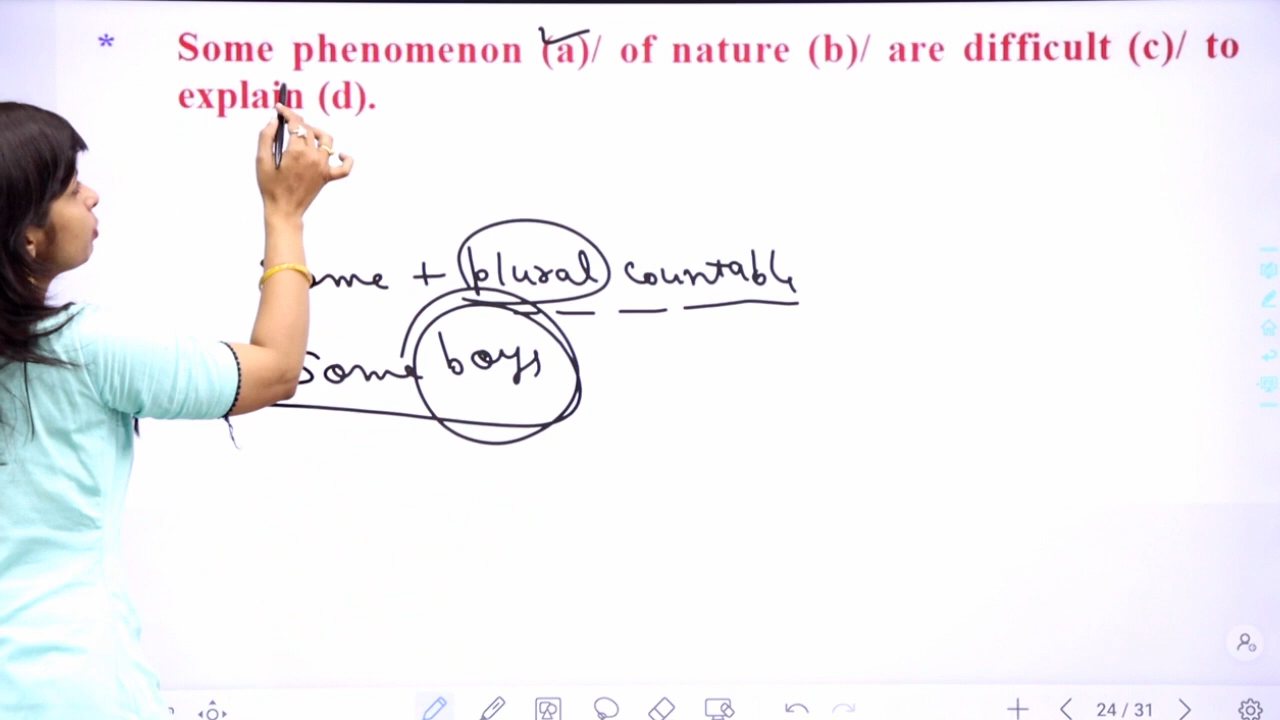 * Some phenomenon (a)/ of nature (b)/ are difficult (c)/ to
explain (d).
ome + plural countable
Some boys
24 / 31